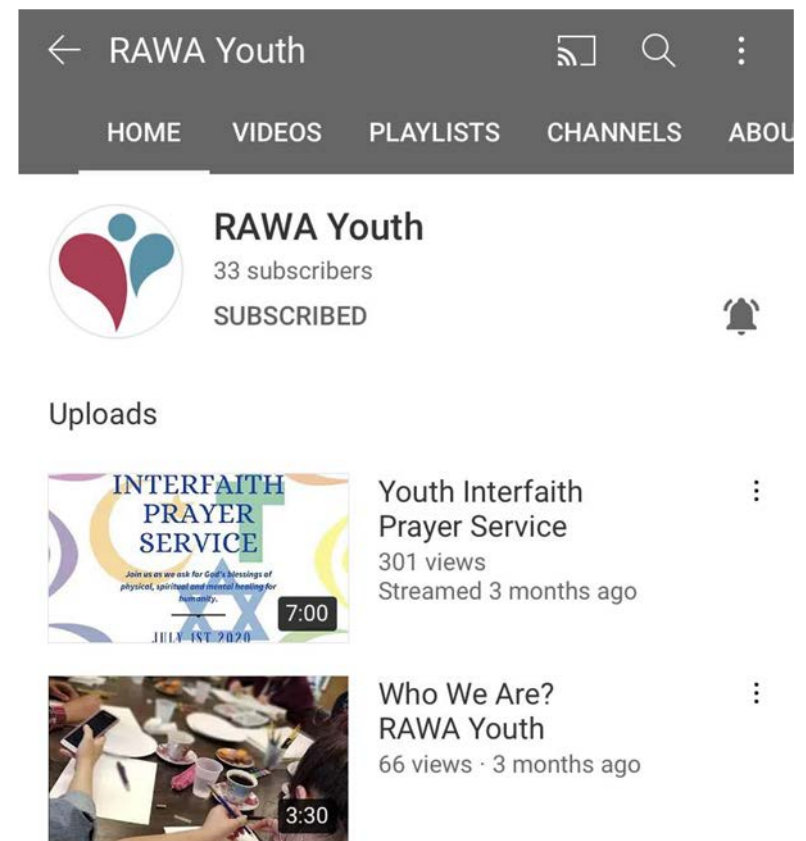 RAWA Youth
HOME VIDEOS PLAYLISTS CHANNELS ABOU
RAWA Youth
33 subscribers
SUBSCRIBED
Uploads
INTERFAITH
PRAYER
SERVICE
Join us as we ask for God's blessings of
physical, spiritual and mental healing for
humanity.
JULY 1ST 2020
7:00
Youth Interfaith
Prayer Service
301 views
Streamed 3 months ago
3:30
Who We Are?
RAWA Youth
66 views · 3 months ago